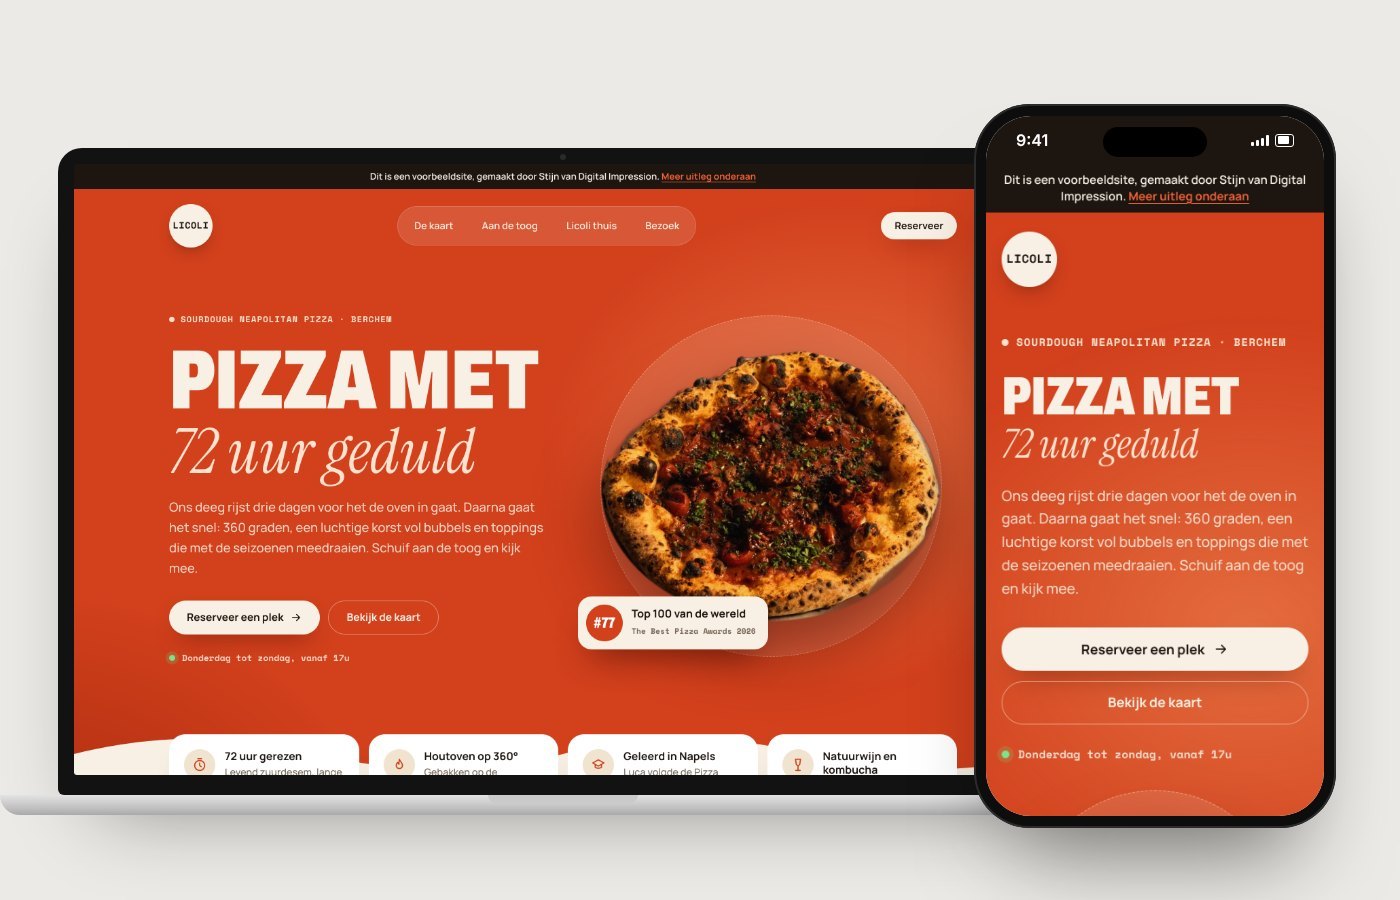 Dit is een voorbeeldsite, gemaakt door Stijn van Digital Impression. Meer uitleg onderaan
LICOLI
De kaart
Aan de toog
Licoli thuis
Bezoek
Reserveer
SOURDOUGH NEAPOLITAN PIZZA · BERCHEM
PIZZA MET
72 uur geduld
Ons deeg rijst drie dagen voor het de oven in gaat. Daarna gaat
het snel: 360 graden, een luchtige korst vol bubbels en toppings
die met de seizoenen meedraaien. Schuif aan de toog en kijk
mee.
Reserveer een plek →
Bekijk de kaart
Donderdag tot zondag, vanaf 17u
#77
Top 100 van de wereld
The Best Pizza Awards 2026
72 uur gerezen
Levend zuurdesem, lange
Houtoven op 360°
Gebakken op de
Geleerd in Napels
Luca volgde de Pizza
Natuurwijn en
kombucha
9:41
Dit is een voorbeeldsite, gemaakt door Stijn van Digital
Impression. Meer uitleg onderaan
LICOLI
SOURDOUGH NEAPOLITAN PIZZA · BERCHEM
PIZZA MET
72 uur geduld
Ons deeg rijst drie dagen voor het de oven in
gaat. Daarna gaat het snel: 360 graden, een
luchtige korst vol bubbels en toppings die met
de seizoenen meedraaien. Schuif aan de toog
en kijk mee.
Reserveer een plek →
Bekijk de kaart
Donderdag tot zondag, vanaf 17u